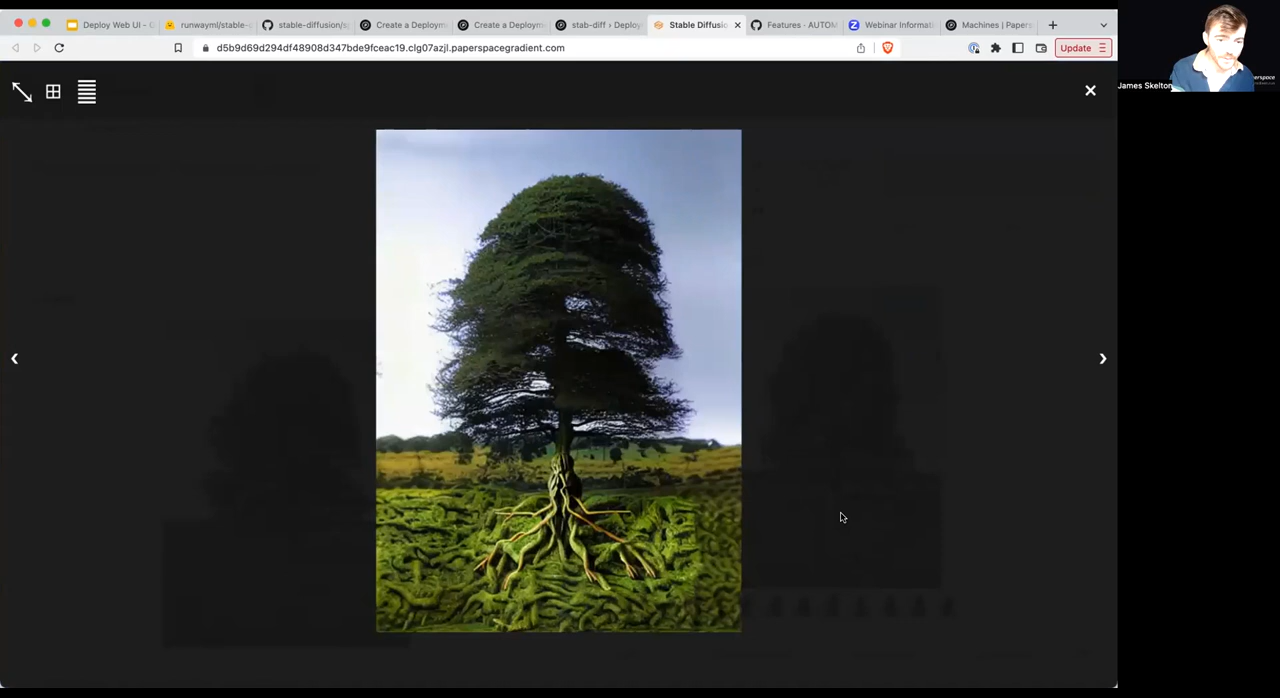 Deploy Web UI - G
runwayml/stable-
stable-diffusion/s
Create a Deploym
Create a Deploym
stab-diff › Deploy
Stable Diffusio
Features · AUTOM
Webinar Informati
Machines | Papers
d5b9d69d294df48908d347bde9fceac19.clg07azjl.paperspacegradient.com
Update
erspace
James Skelton